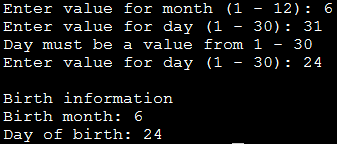 Enter value for month (1 - 12): 6
Enter value for day (1 - 30): 31
Day must be a value from 1 - 30
Enter value for day (1 - 30): 24
Birth information
Birth month: 6
Day of birth: 24